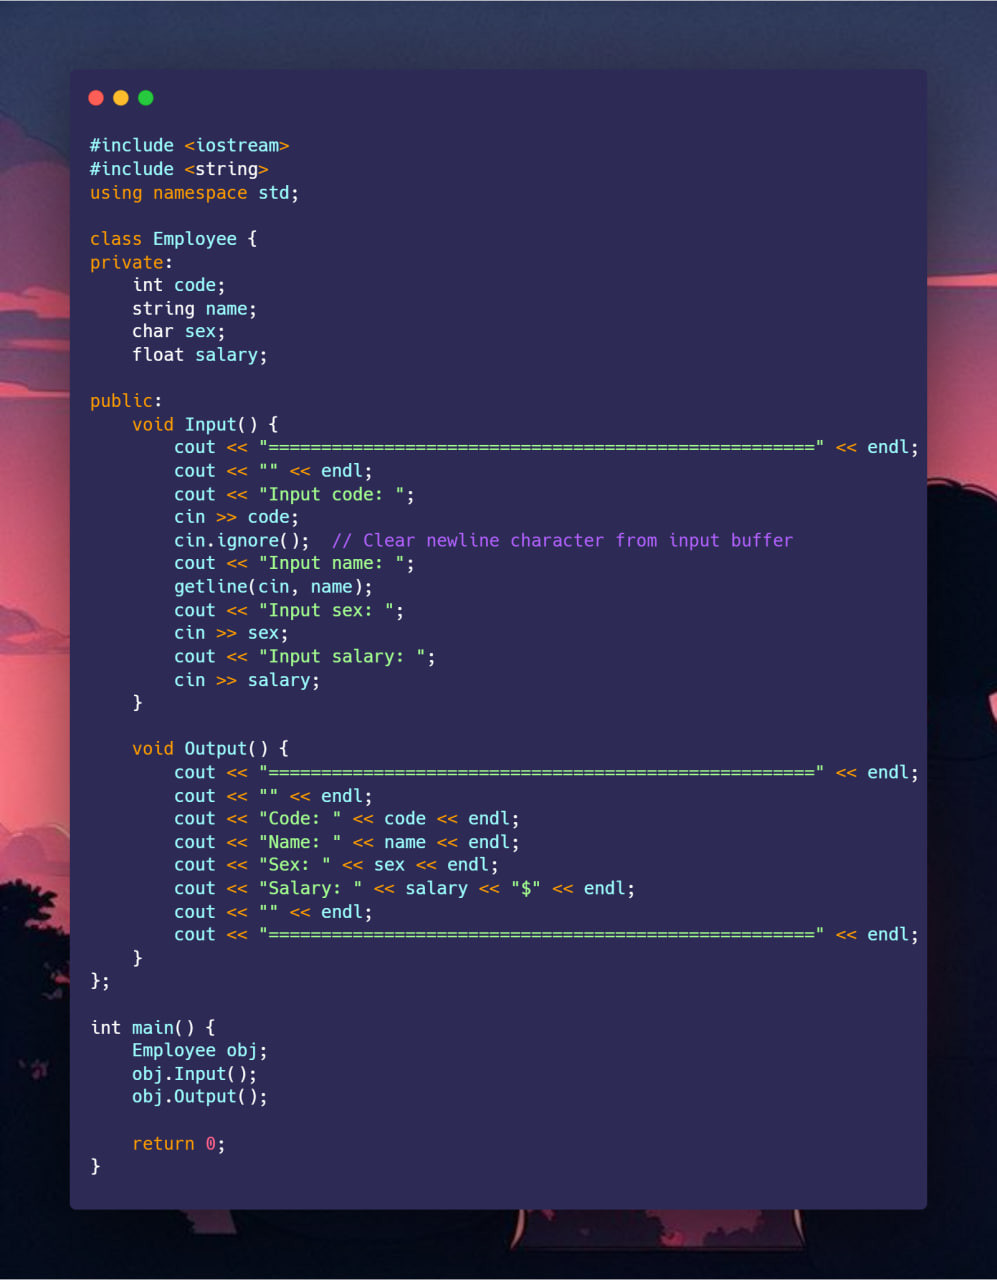 #include <iostream>
#include <string>
using namespace std;

class Employee {
private:
    int code;
    string name;
    char sex;
    float salary;

public:
    void Input() {
        cout << "====================================================" << endl;
        cout << "" << endl;
        cout << "Input code: ";
        cin >> code;
        cin.ignore();  // Clear newline character from input buffer
        cout << "Input name: ";
        getline(cin, name);
        cout << "Input sex: ";
        cin >> sex;
        cout << "Input salary: ";
        cin >> salary;
    }

    void Output() {
        cout << "====================================================" << endl;
        cout << "" << endl;
        cout << "Code: " << code << endl;
        cout << "Name: " << name << endl;
        cout << "Sex: " << sex << endl;
        cout << "Salary: " << salary << "$" << endl;
        cout << "" << endl;
        cout << "====================================================" << endl;
    }
};

int main() {
    Employee obj;
    obj.Input();
    obj.Output();

    return 0;
}